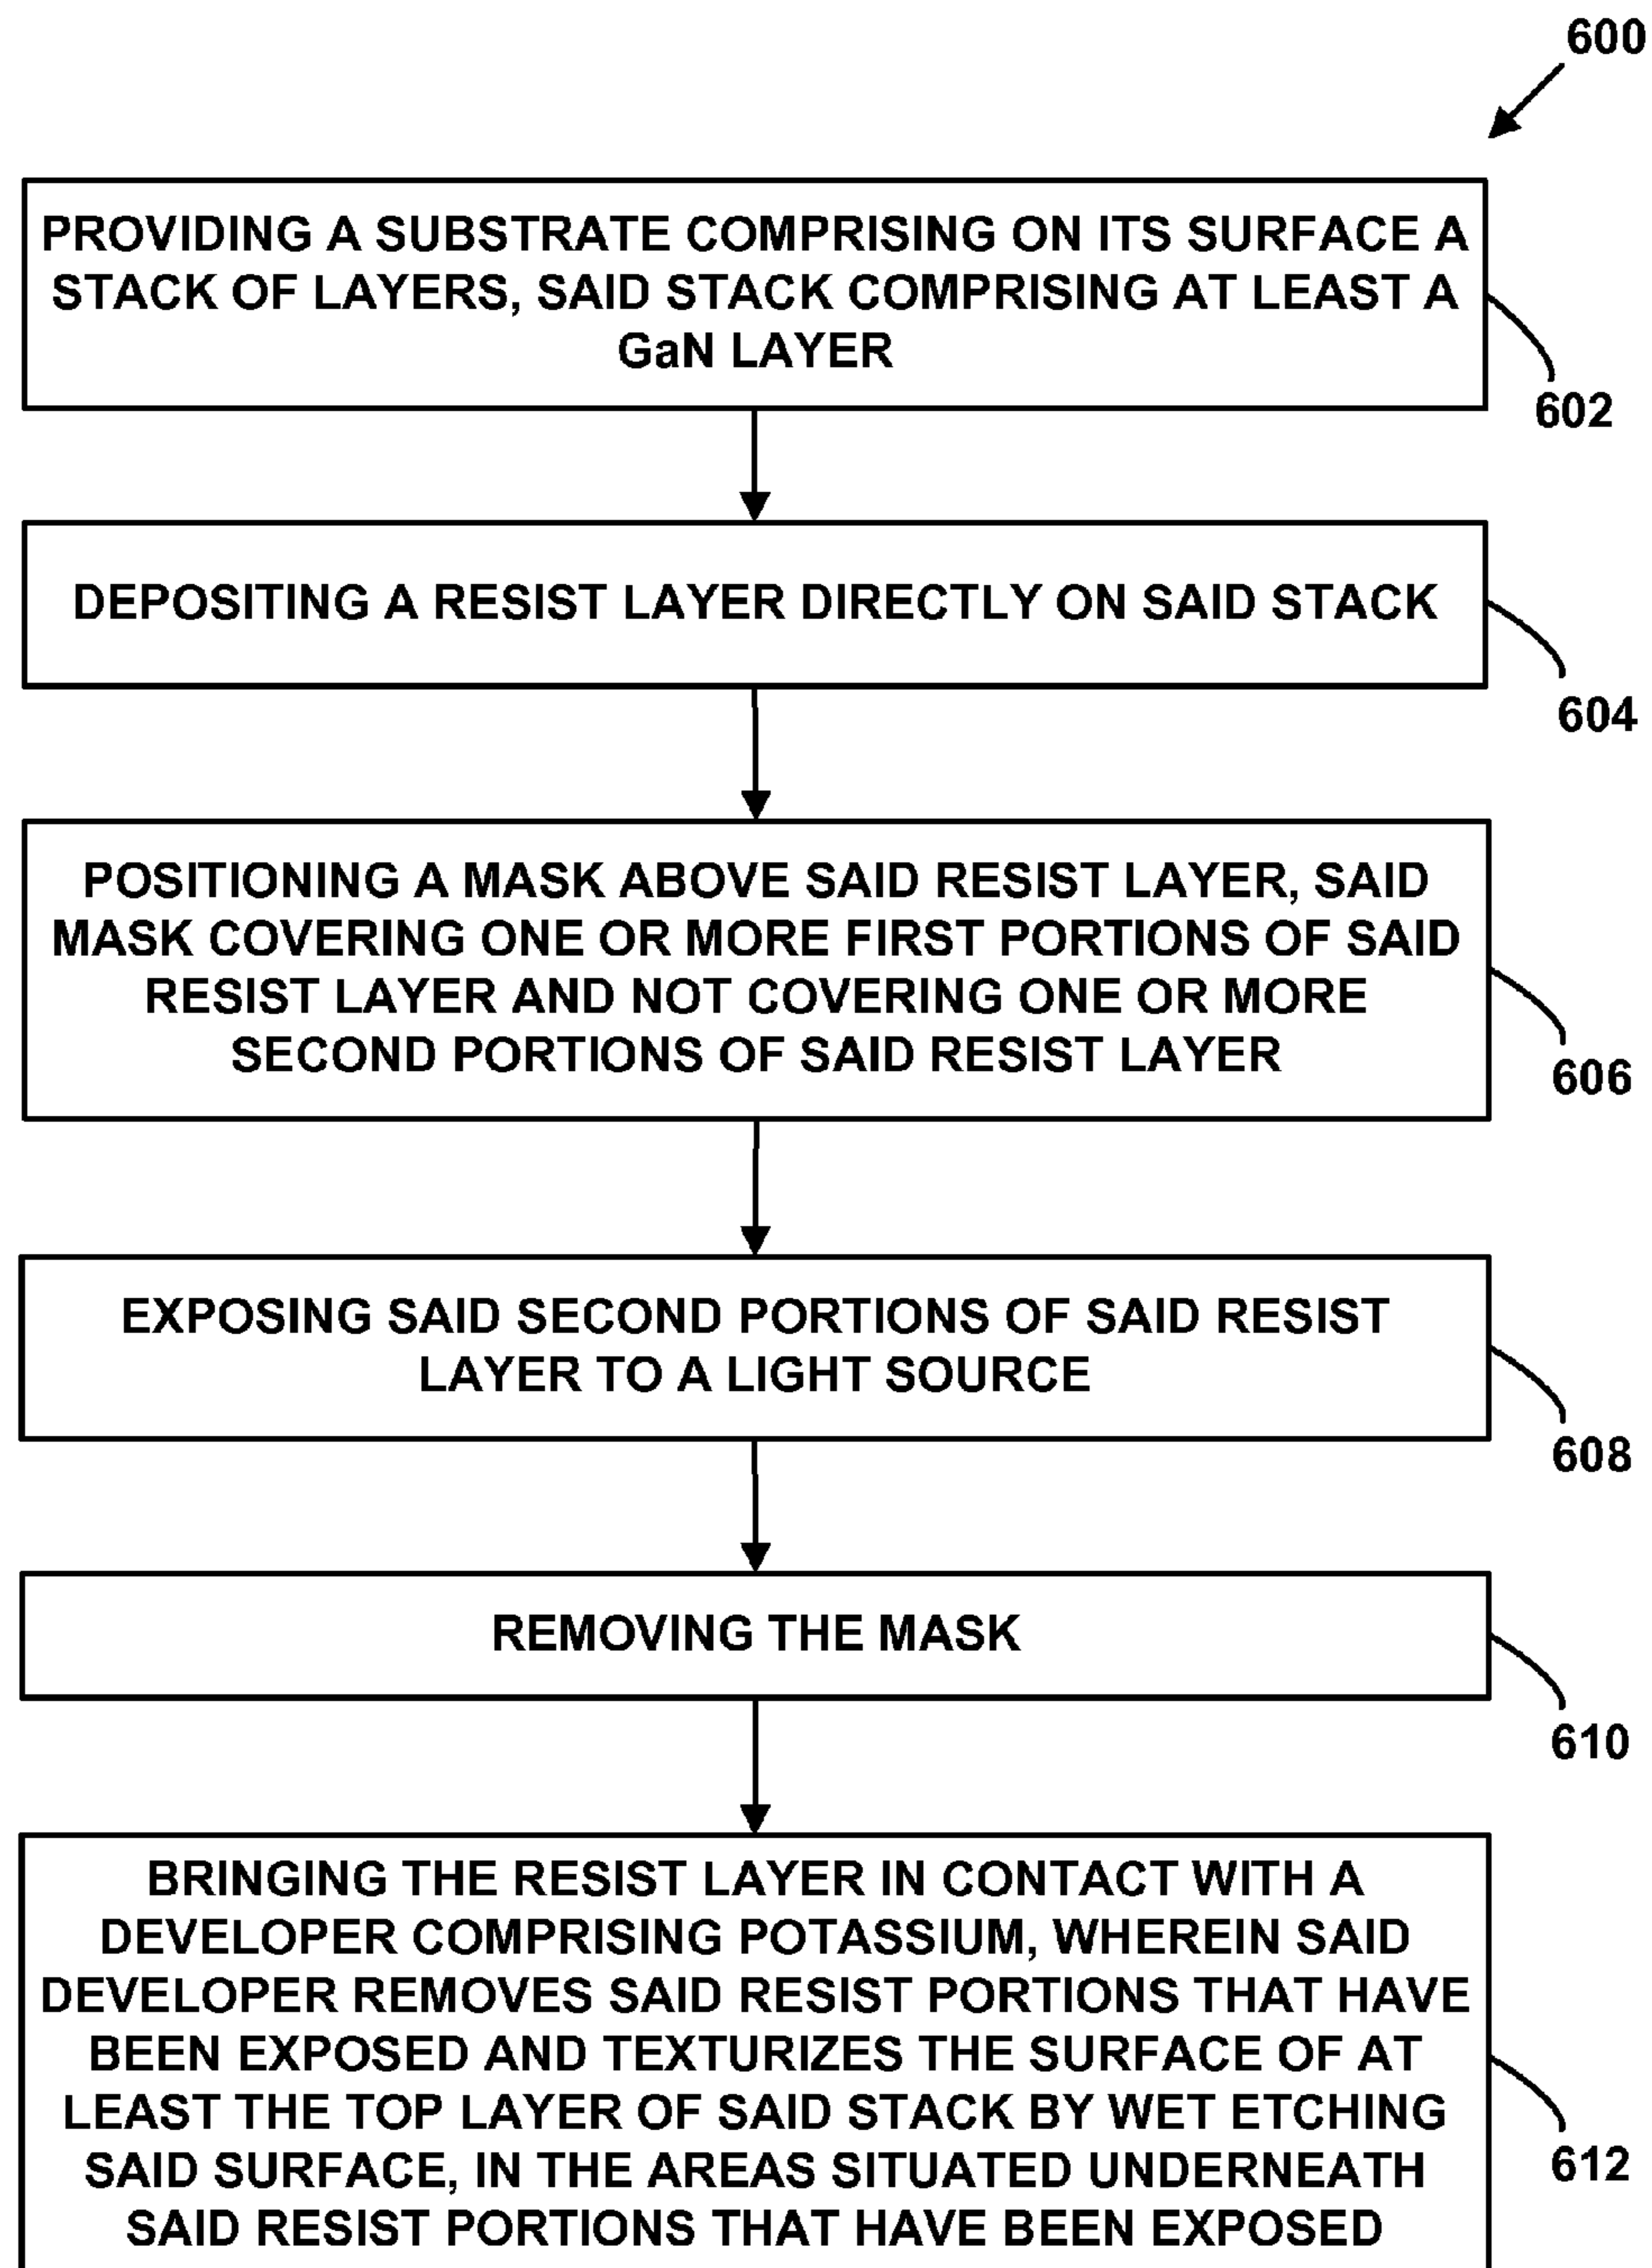 600
PROVIDING A SUBSTRATE COMPRISING ON ITS SURFACE A
STACK OF LAYERS, SAID STACK COMPRISING AT LEAST A
GaN LAYER
602
DEPOSITING A RESIST LAYER DIRECTLY ON SAID STACK
604
POSITIONING A MASK ABOVE SAID RESIST LAYER, SAID
MASK COVERING ONE OR MORE FIRST PORTIONS OF SAID
RESIST LAYER AND NOT COVERING ONE OR MORE
SECOND PORTIONS OF SAID RESIST LAYER
606
EXPOSING SAID SECOND PORTIONS OF SAID RESIST
LAYER TO A LIGHT SOURCE
608
REMOVING THE MASK
610
BRINGING THE RESIST LAYER IN CONTACT WITH A
DEVELOPER COMPRISING POTASSIUM, WHEREIN SAID
DEVELOPER REMOVES SAID RESIST PORTIONS THAT HAVE
BEEN EXPOSED AND TEXTURIZES THE SURFACE OF AT
LEAST THE TOP LAYER OF SAID STACK BY WET ETCHING
SAID SURFACE, IN THE AREAS SITUATED UNDERNEATH
SAID RESIST PORTIONS THAT HAVE BEEN EXPOSED
612